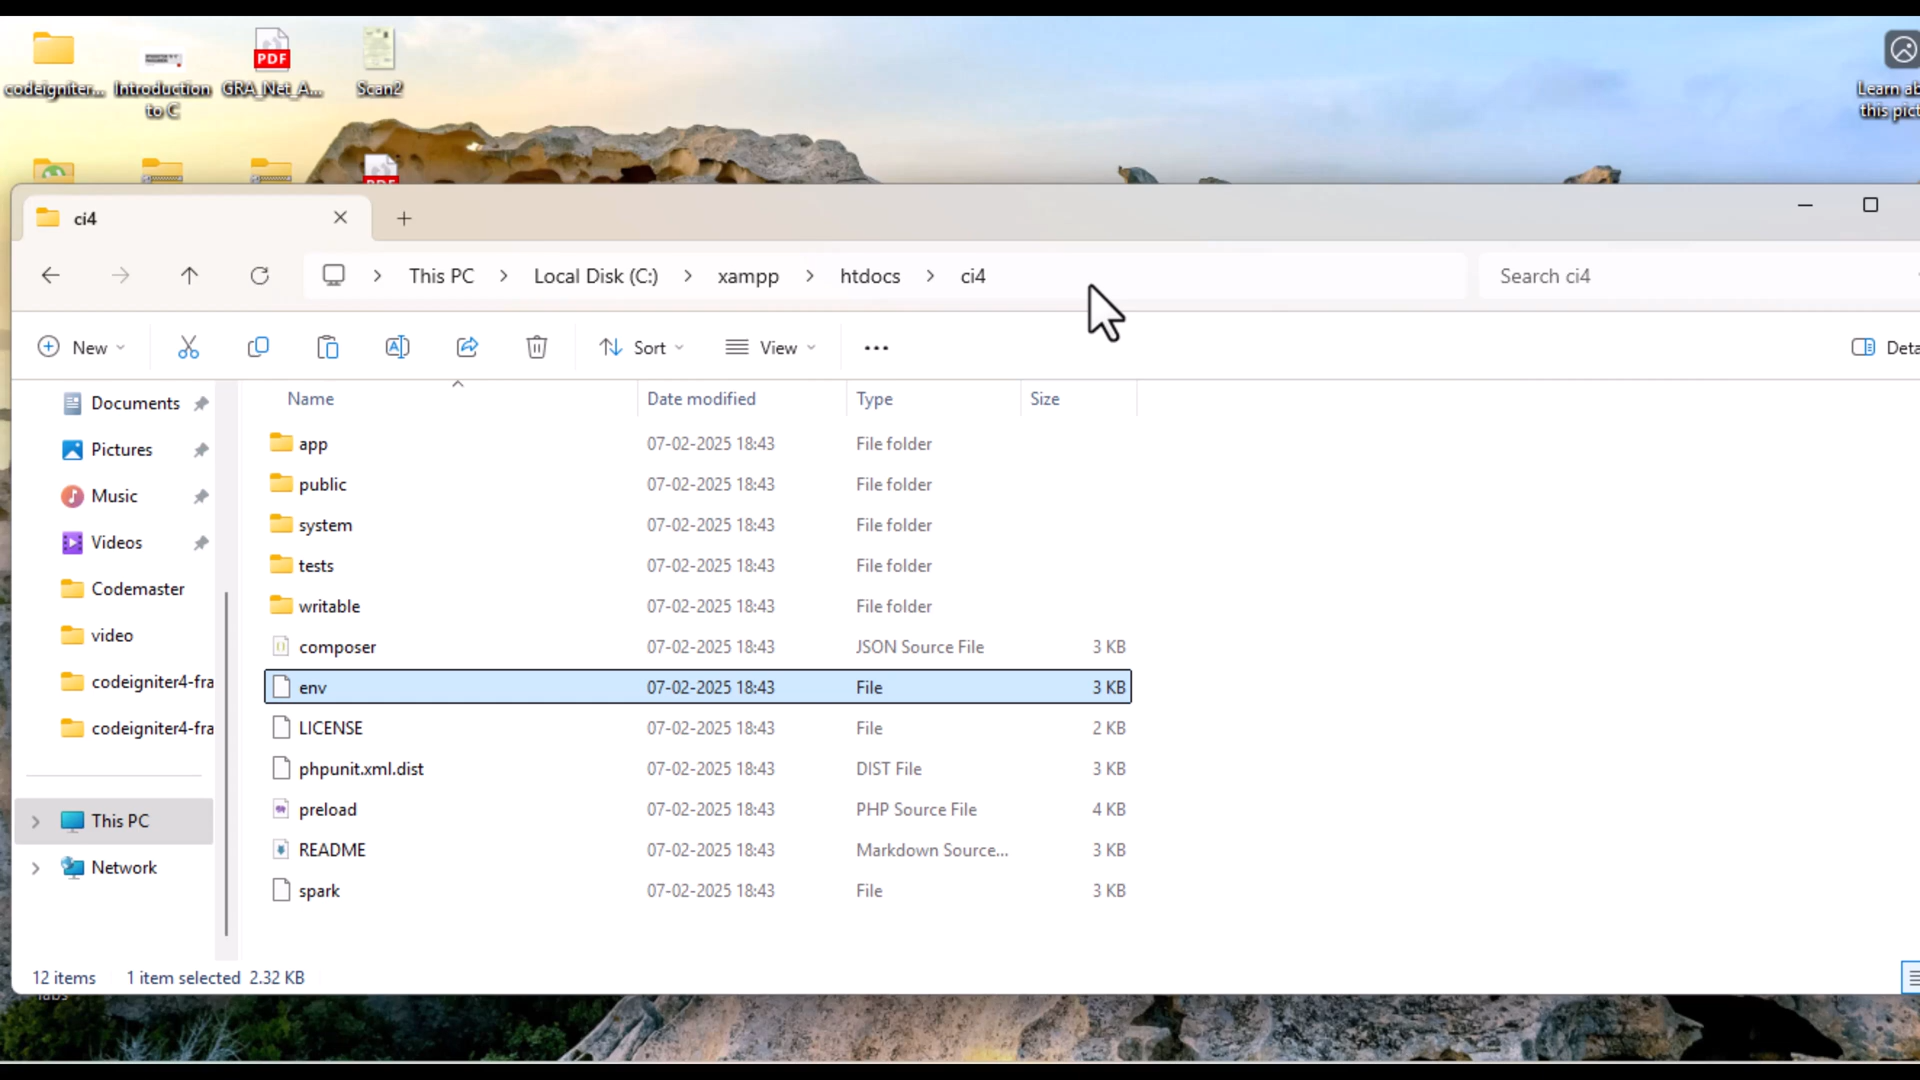 codeigniter...
Introduction to C
GRA_Net_A...
Scan2
Learn ab
this pict
PDF
ci4
This PC > Local Disk (C:) > xampp > htdocs > ci4
Search ci4
New
Sort
View
Deta
Name Date modified Type Size
Documents
Pictures
Music
Videos
Codemaster
video
codeigniter4-fra
codeigniter4-fra
This PC
Network
app 07-02-2025 18:43 File folder
public 07-02-2025 18:43 File folder
system 07-02-2025 18:43 File folder
tests 07-02-2025 18:43 File folder
writable 07-02-2025 18:43 File folder
composer 07-02-2025 18:43 JSON Source File 3 KB
env 07-02-2025 18:43 File 3 KB
LICENSE 07-02-2025 18:43 File 2 KB
phpunit.xml.dist 07-02-2025 18:43 DIST File 3 KB
preload 07-02-2025 18:43 PHP Source File 4 KB
README 07-02-2025 18:43 Markdown Source... 3 KB
spark 07-02-2025 18:43 File 3 KB
12 items 1 item selected 2.32 KB